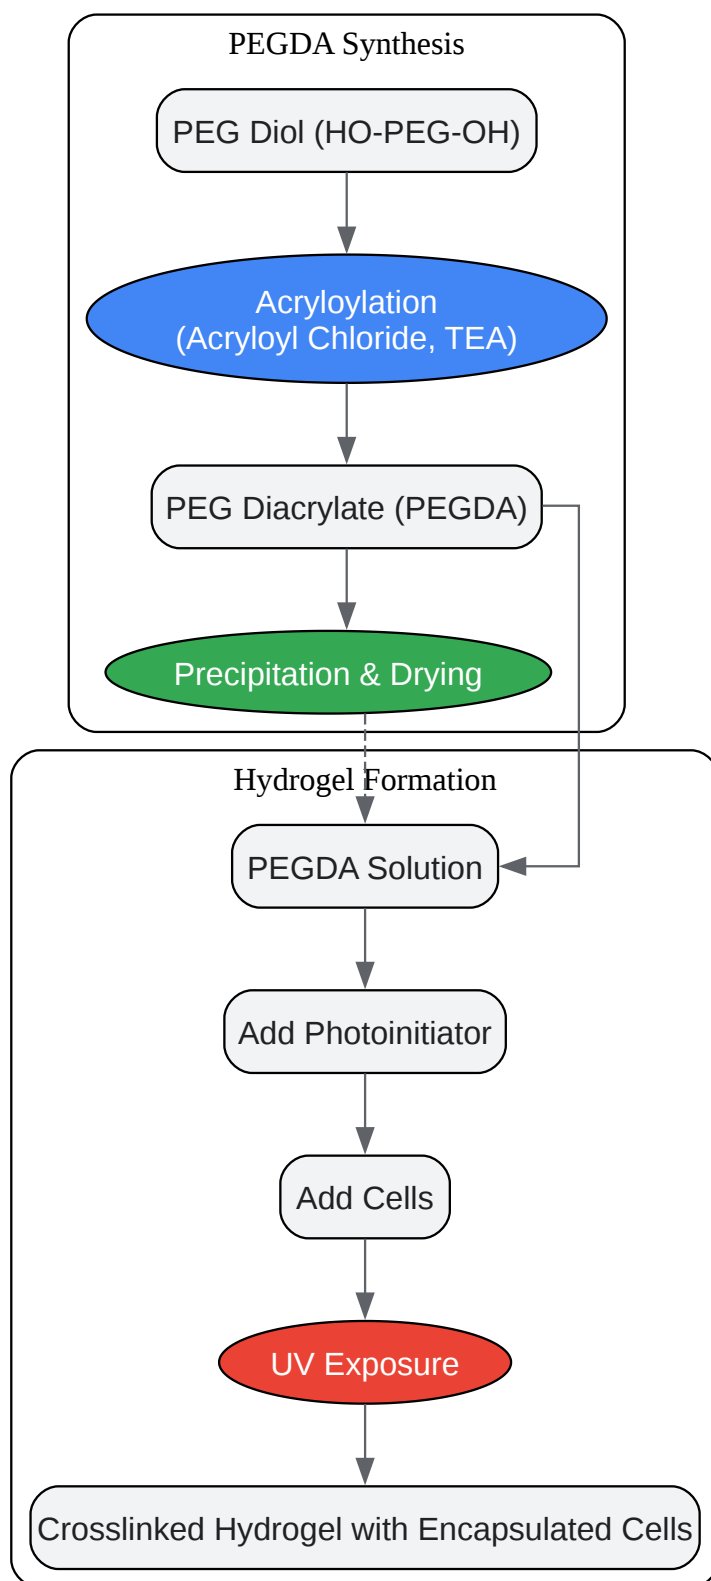 PEGDA Synthesis
PEG Diol (HO-PEG-OH)
Acryloylation
(Acryloyl Chloride, TEA)
PEG Diacrylate (PEGDA)
Precipitation & Drying
Hydrogel Formation
PEGDA Solution
Add Photoinitiator
Add Cells
UV Exposure
Crosslinked Hydrogel with Encapsulated Cells